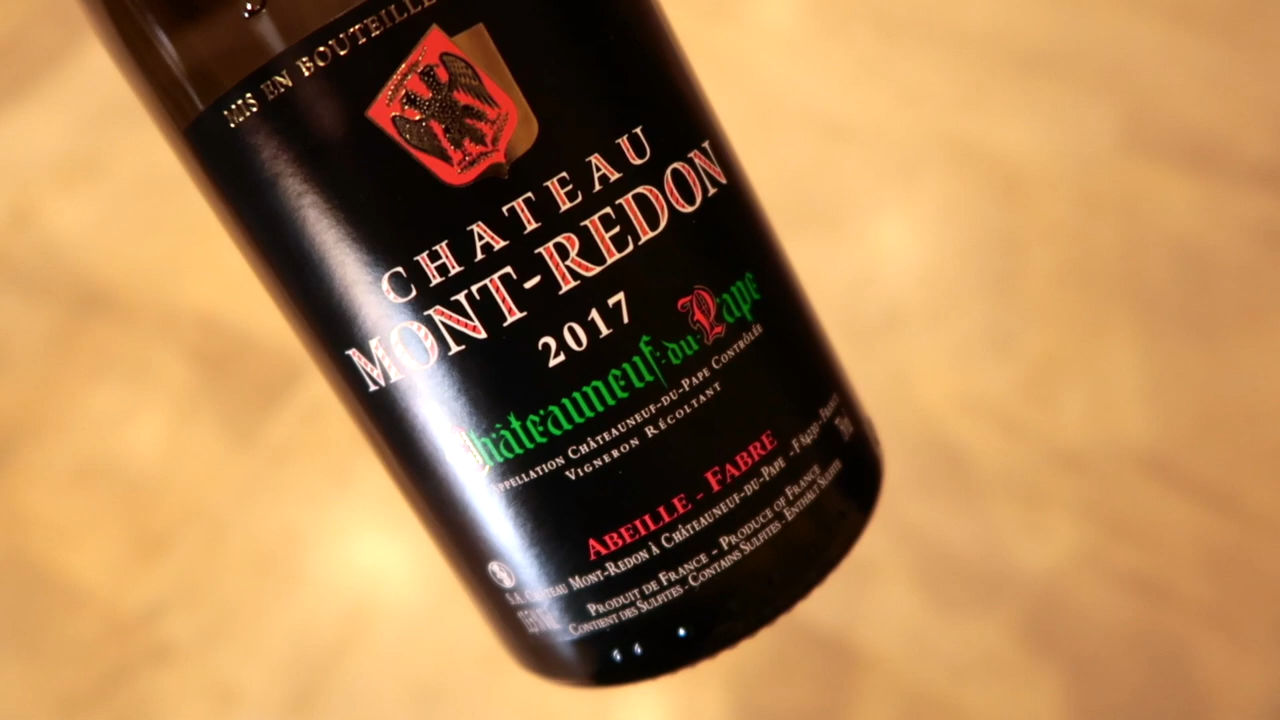 MIS EN BOUTEILLE
CHATEAU
MONT-REDON
2017
Châteauneuf-du-Pape
APPELLATION CHÂTEAUNEUF-DU-PAPE CONTRÔLÉE
VIGNERON RÉCOLTANT
ABEILLE - FABRE
S.A. CHATEAU MONT-REDON À CHÂTEAUNEUF-DU-PAPE - F 84230 - FRANCE
PRODUIT DE FRANCE - PRODUCE OF FRANCE
CONTIENT DES SULFITES - CONTAINS SULFITES - ENTHÄLT SULFITE